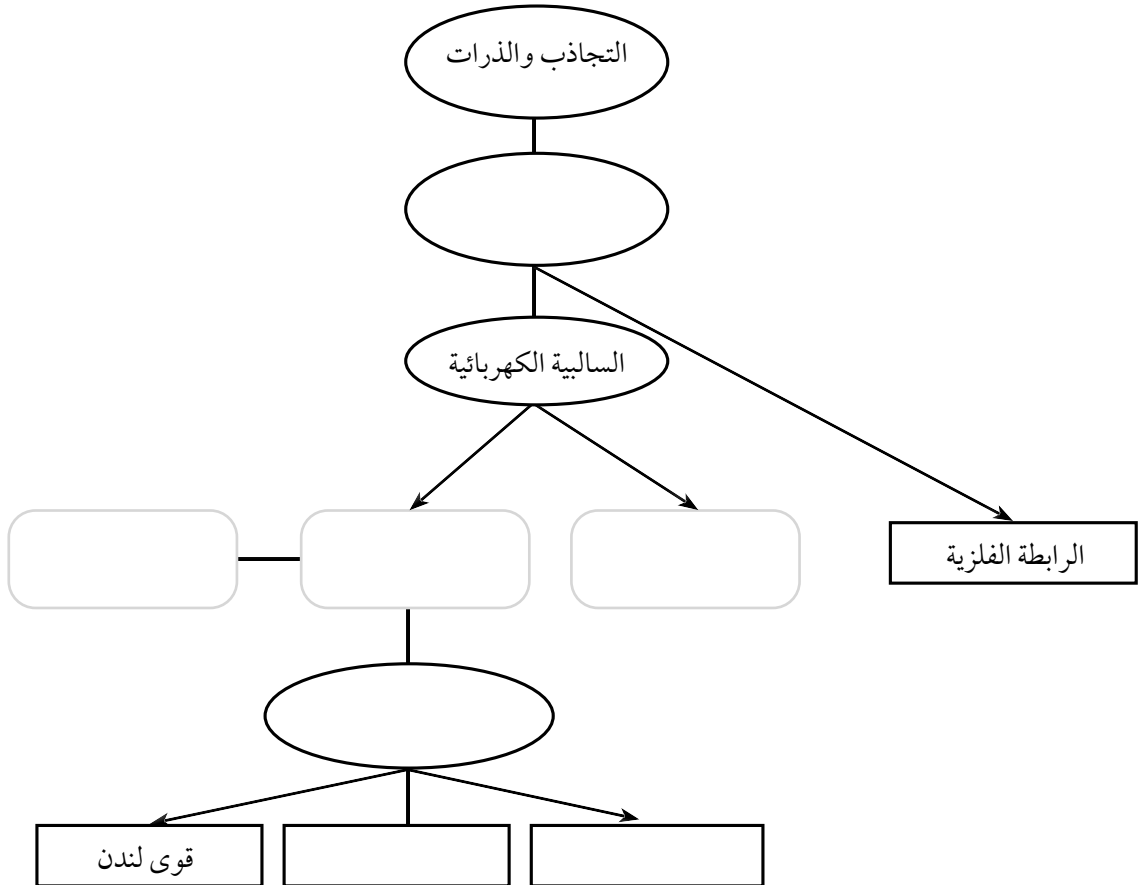 التجاذب والذرات
السالبية الكهربائية
الرابطة الفلزية
قوى لندن